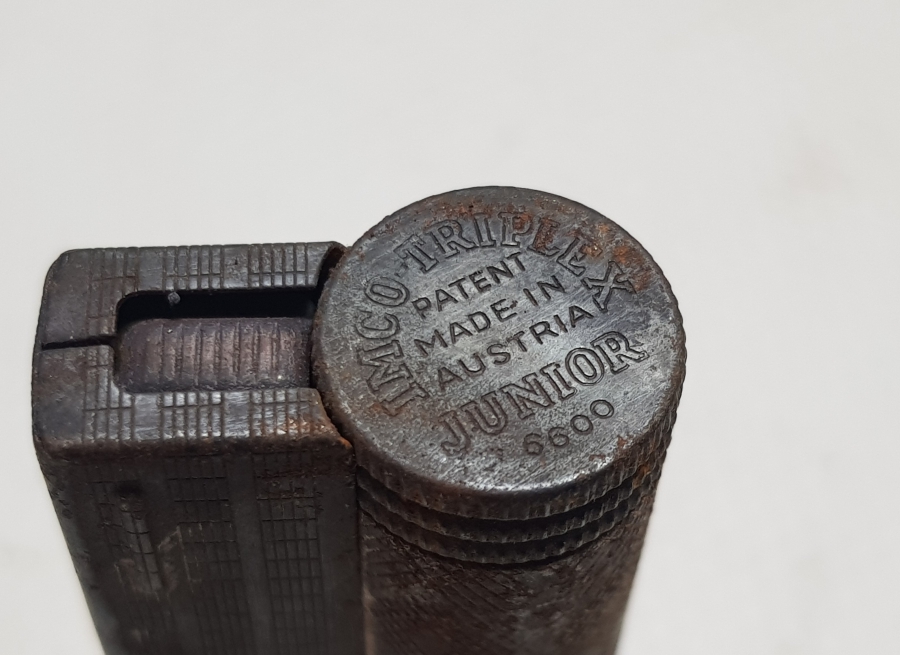 IMCO-TRIPLEX
PATENT
MADE·IN
AUSTRIA
JUNIOR
6600